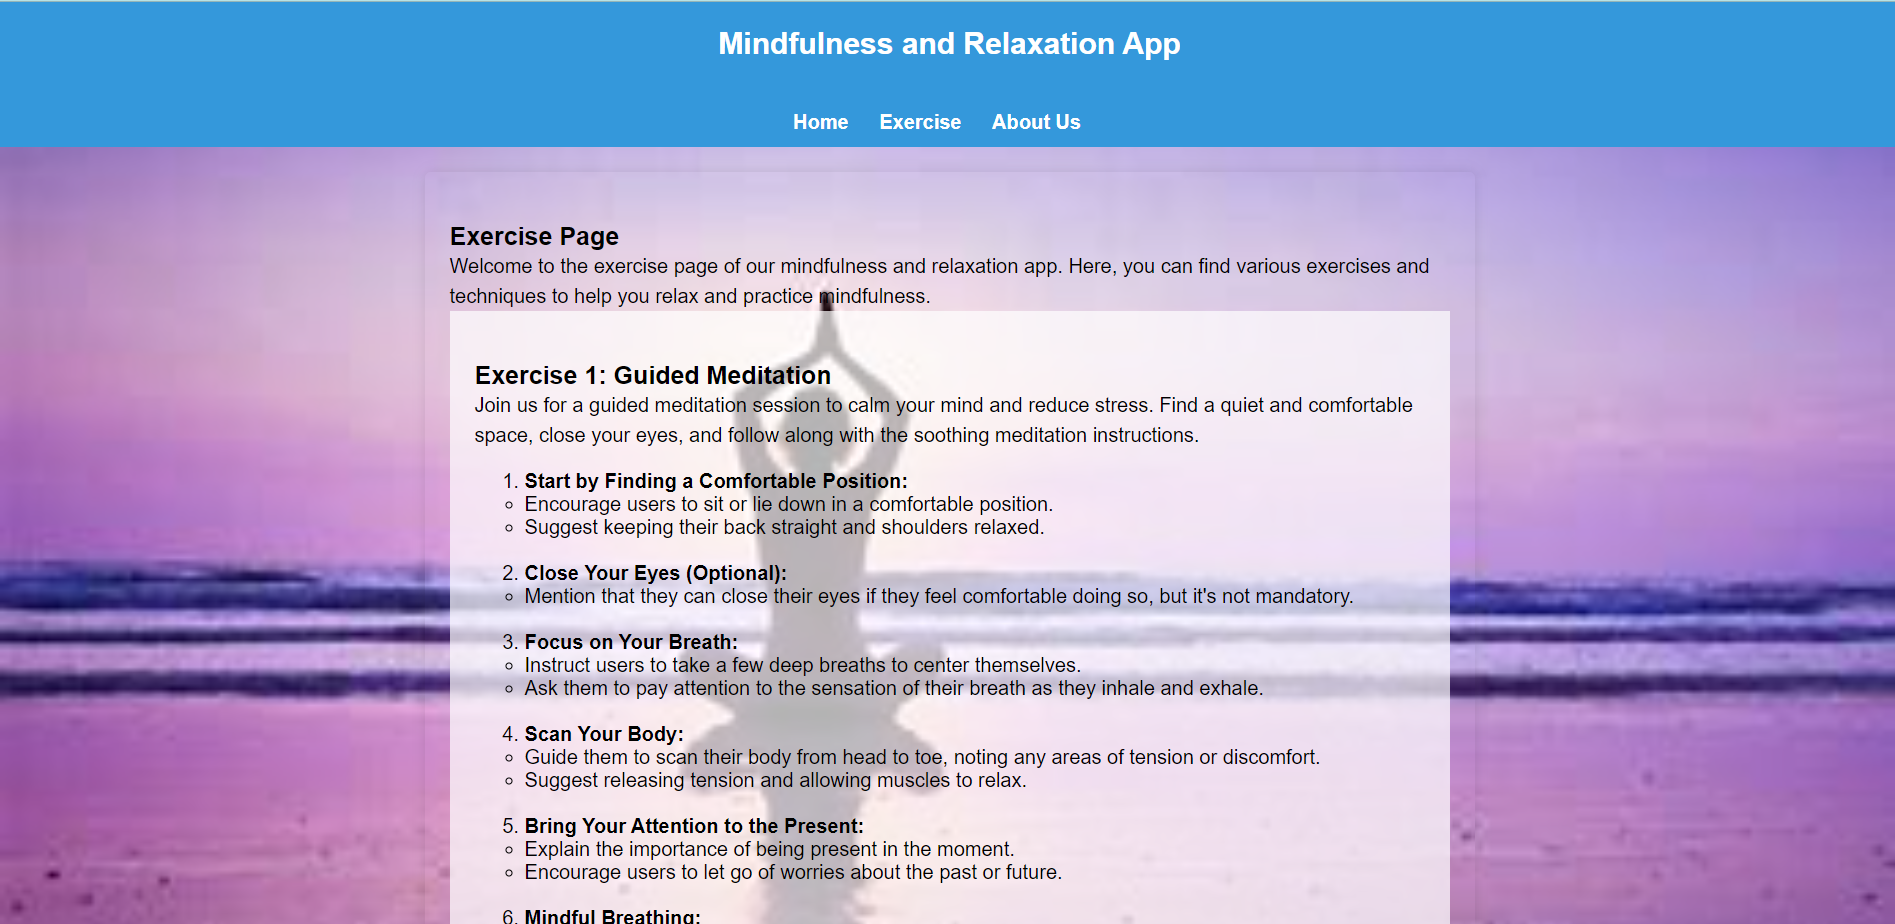 Mindfulness and Relaxation App
Home Exercise About Us
Exercise Page
Welcome to the exercise page of our mindfulness and relaxation app. Here, you can find various exercises and
techniques to help you relax and practice mindfulness.
Exercise 1: Guided Meditation
Join us for a guided meditation session to calm your mind and reduce stress. Find a quiet and comfortable
space, close your eyes, and follow along with the soothing meditation instructions.
1. Start by Finding a Comfortable Position:
Encourage users to sit or lie down in a comfortable position.
Suggest keeping their back straight and shoulders relaxed.
2. Close Your Eyes (Optional):
Mention that they can close their eyes if they feel comfortable doing so, but it's not mandatory.
3. Focus on Your Breath:
Instruct users to take a few deep breaths to center themselves.
Ask them to pay attention to the sensation of their breath as they inhale and exhale.
4. Scan Your Body:
Guide them to scan their body from head to toe, noting any areas of tension or discomfort.
Suggest releasing tension and allowing muscles to relax.
5. Bring Your Attention to the Present:
Explain the importance of being present in the moment.
Encourage users to let go of worries about the past or future.
6. Mindful Breathing: